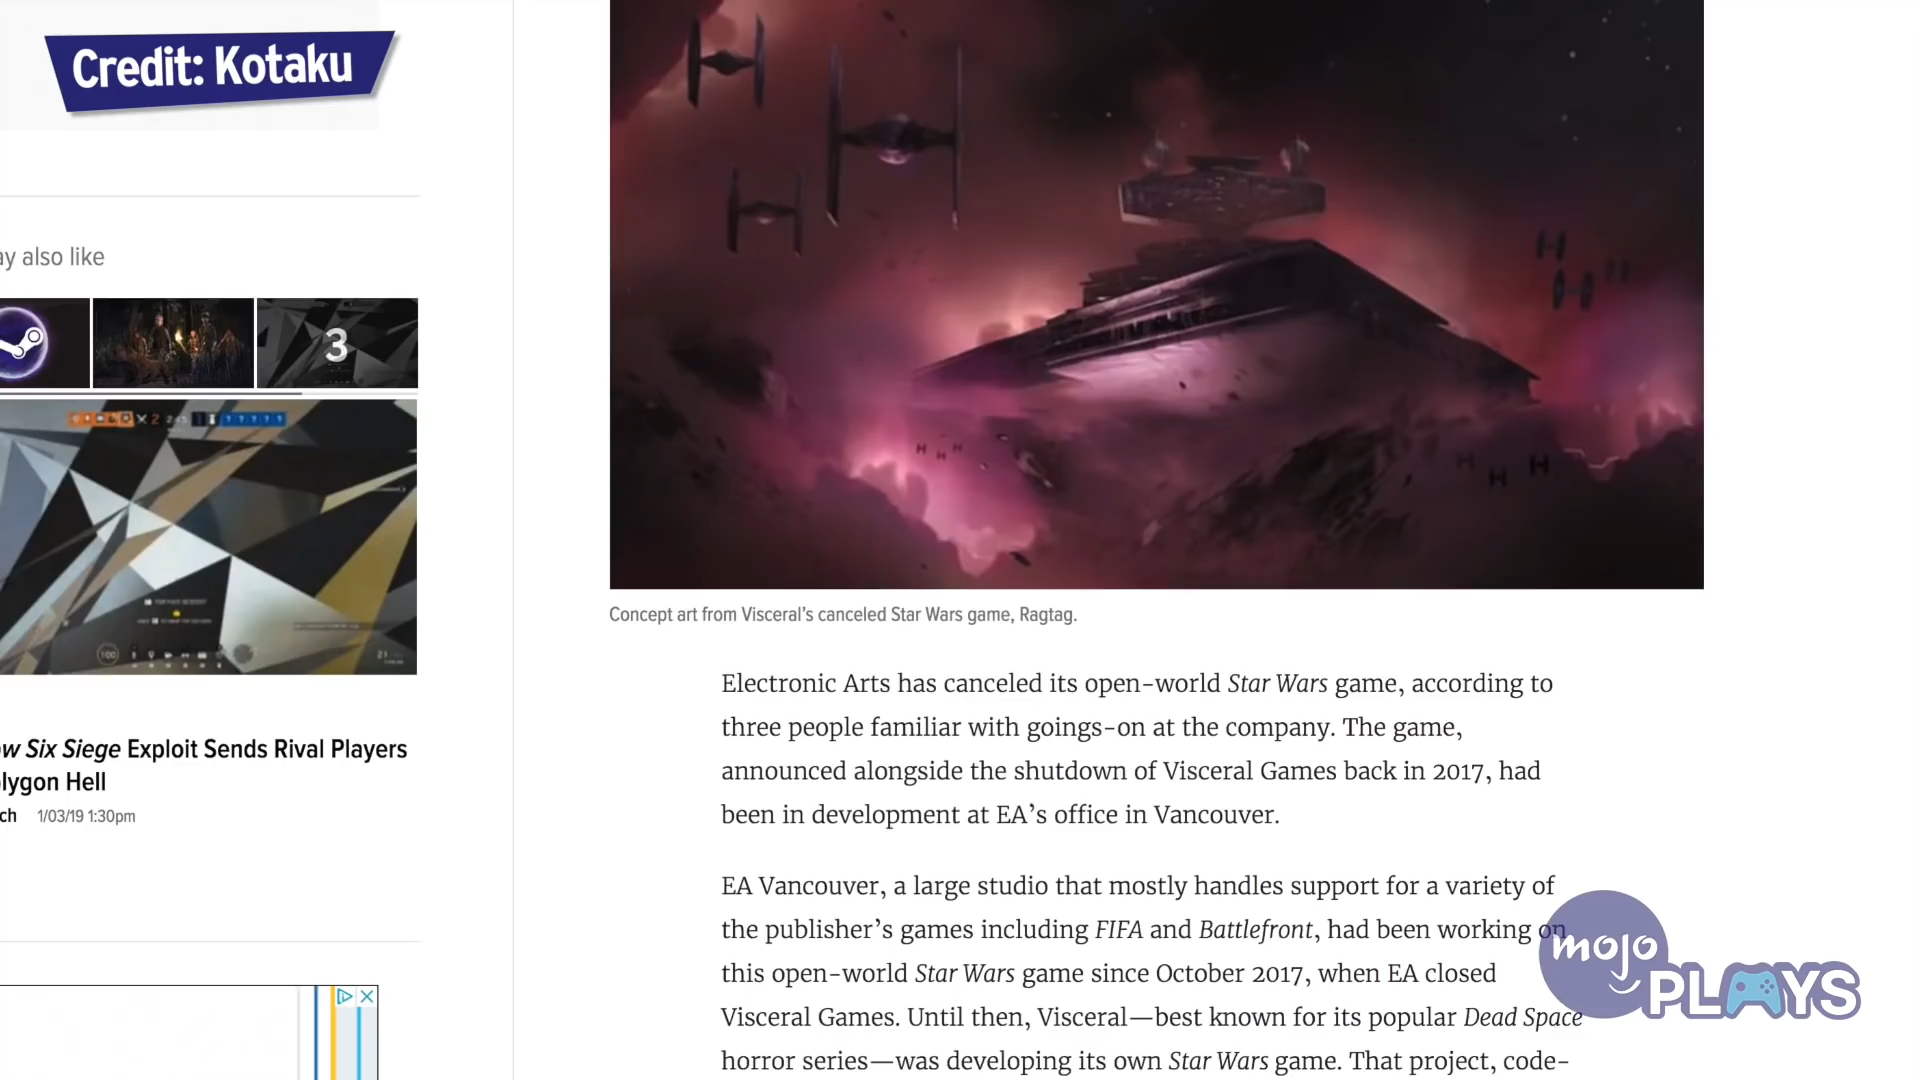 Credit: Kotaku
ay also like
3
w Six Siege Exploit Sends Rival Players
lygon Hell
ch 1/03/19 1:30pm
Concept art from Visceral's canceled Star Wars game, Ragtag.
Electronic Arts has canceled its open-world Star Wars game, according to
three people familiar with goings-on at the company. The game,
announced alongside the shutdown of Visceral Games back in 2017, had
been in development at EA's office in Vancouver.
EA Vancouver, a large studio that mostly handles support for a variety of
the publisher's games including FIFA and Battlefront, had been working on
this open-world Star Wars game since October 2017, when EA closed
Visceral Games. Until then, Visceral—best known for its popular Dead Space
horror series—was developing its own Star Wars game. That project, code-
mojo
PLAYS